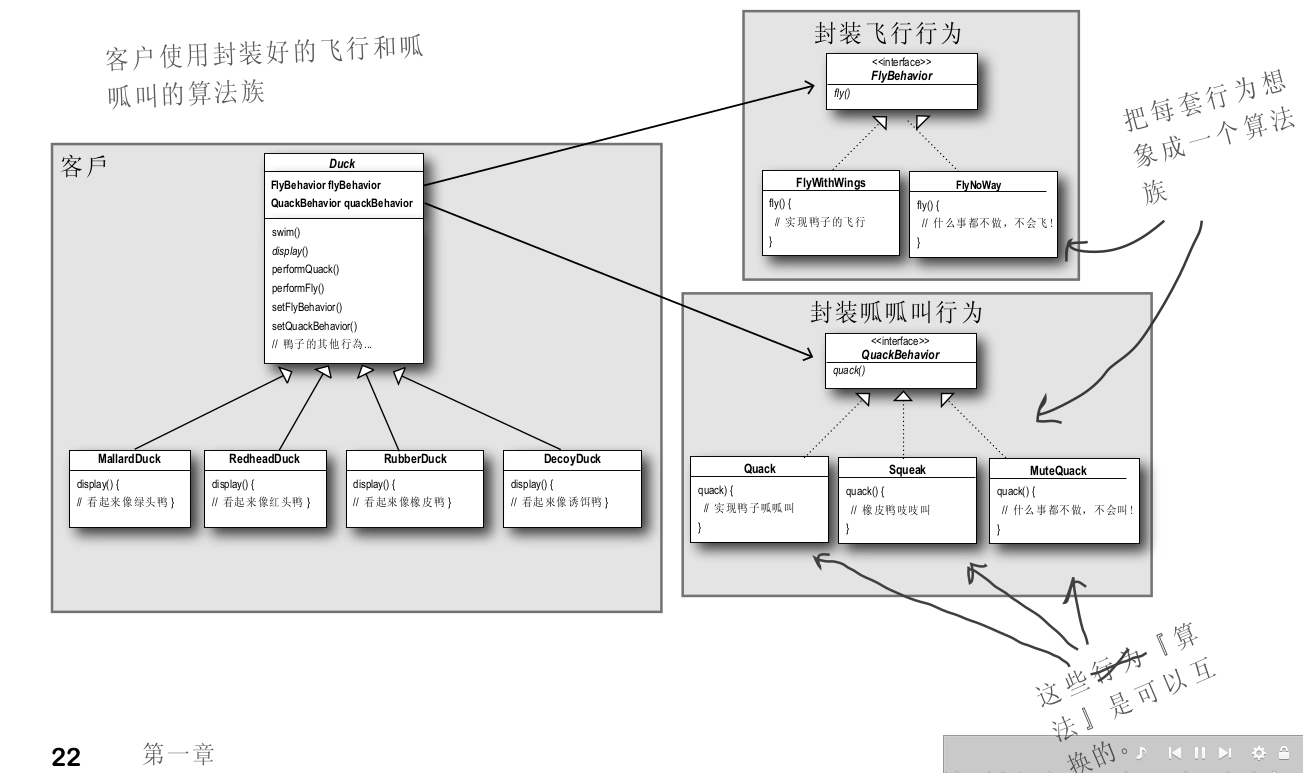 客户使用封装好的飞行和呱
呱叫的算法族
客戶
Duck
FlyBehavior flyBehavior
QuackBehavior quackBehavior
swim()
display()
performQuack()
performFly()
setFlyBehavior()
setQuackBehavior()
// 鸭子的其他行為...
MallardDuck
display() {
// 看起来像绿头鸭 }
RedheadDuck
display() {
// 看起来像红头鸭 }
RubberDuck
display() {
// 看起來像橡皮鸭 }
DecoyDuck
display() {
// 看起来像诱饵鸭 }
封装飞行行为
<<interface>>
FlyBehavior
fly()
FlyWithWings
fly() {
// 实现鸭子的飞行
}
FlyNoWay
fly() {
// 什么事都不做，不会飞！
}
把每套行为想
象成一个算法
族
封装呱呱叫行为
<<interface>>
QuackBehavior
quack()
Quack
quack) {
// 实现鸭子呱呱叫
}
Squeak
quack() {
// 橡皮鸭吱吱叫
}
MuteQuack
quack() {
// 什么事都不做，不会叫！
}
这些行为『算
法』是可以互
换的。
22 第一章